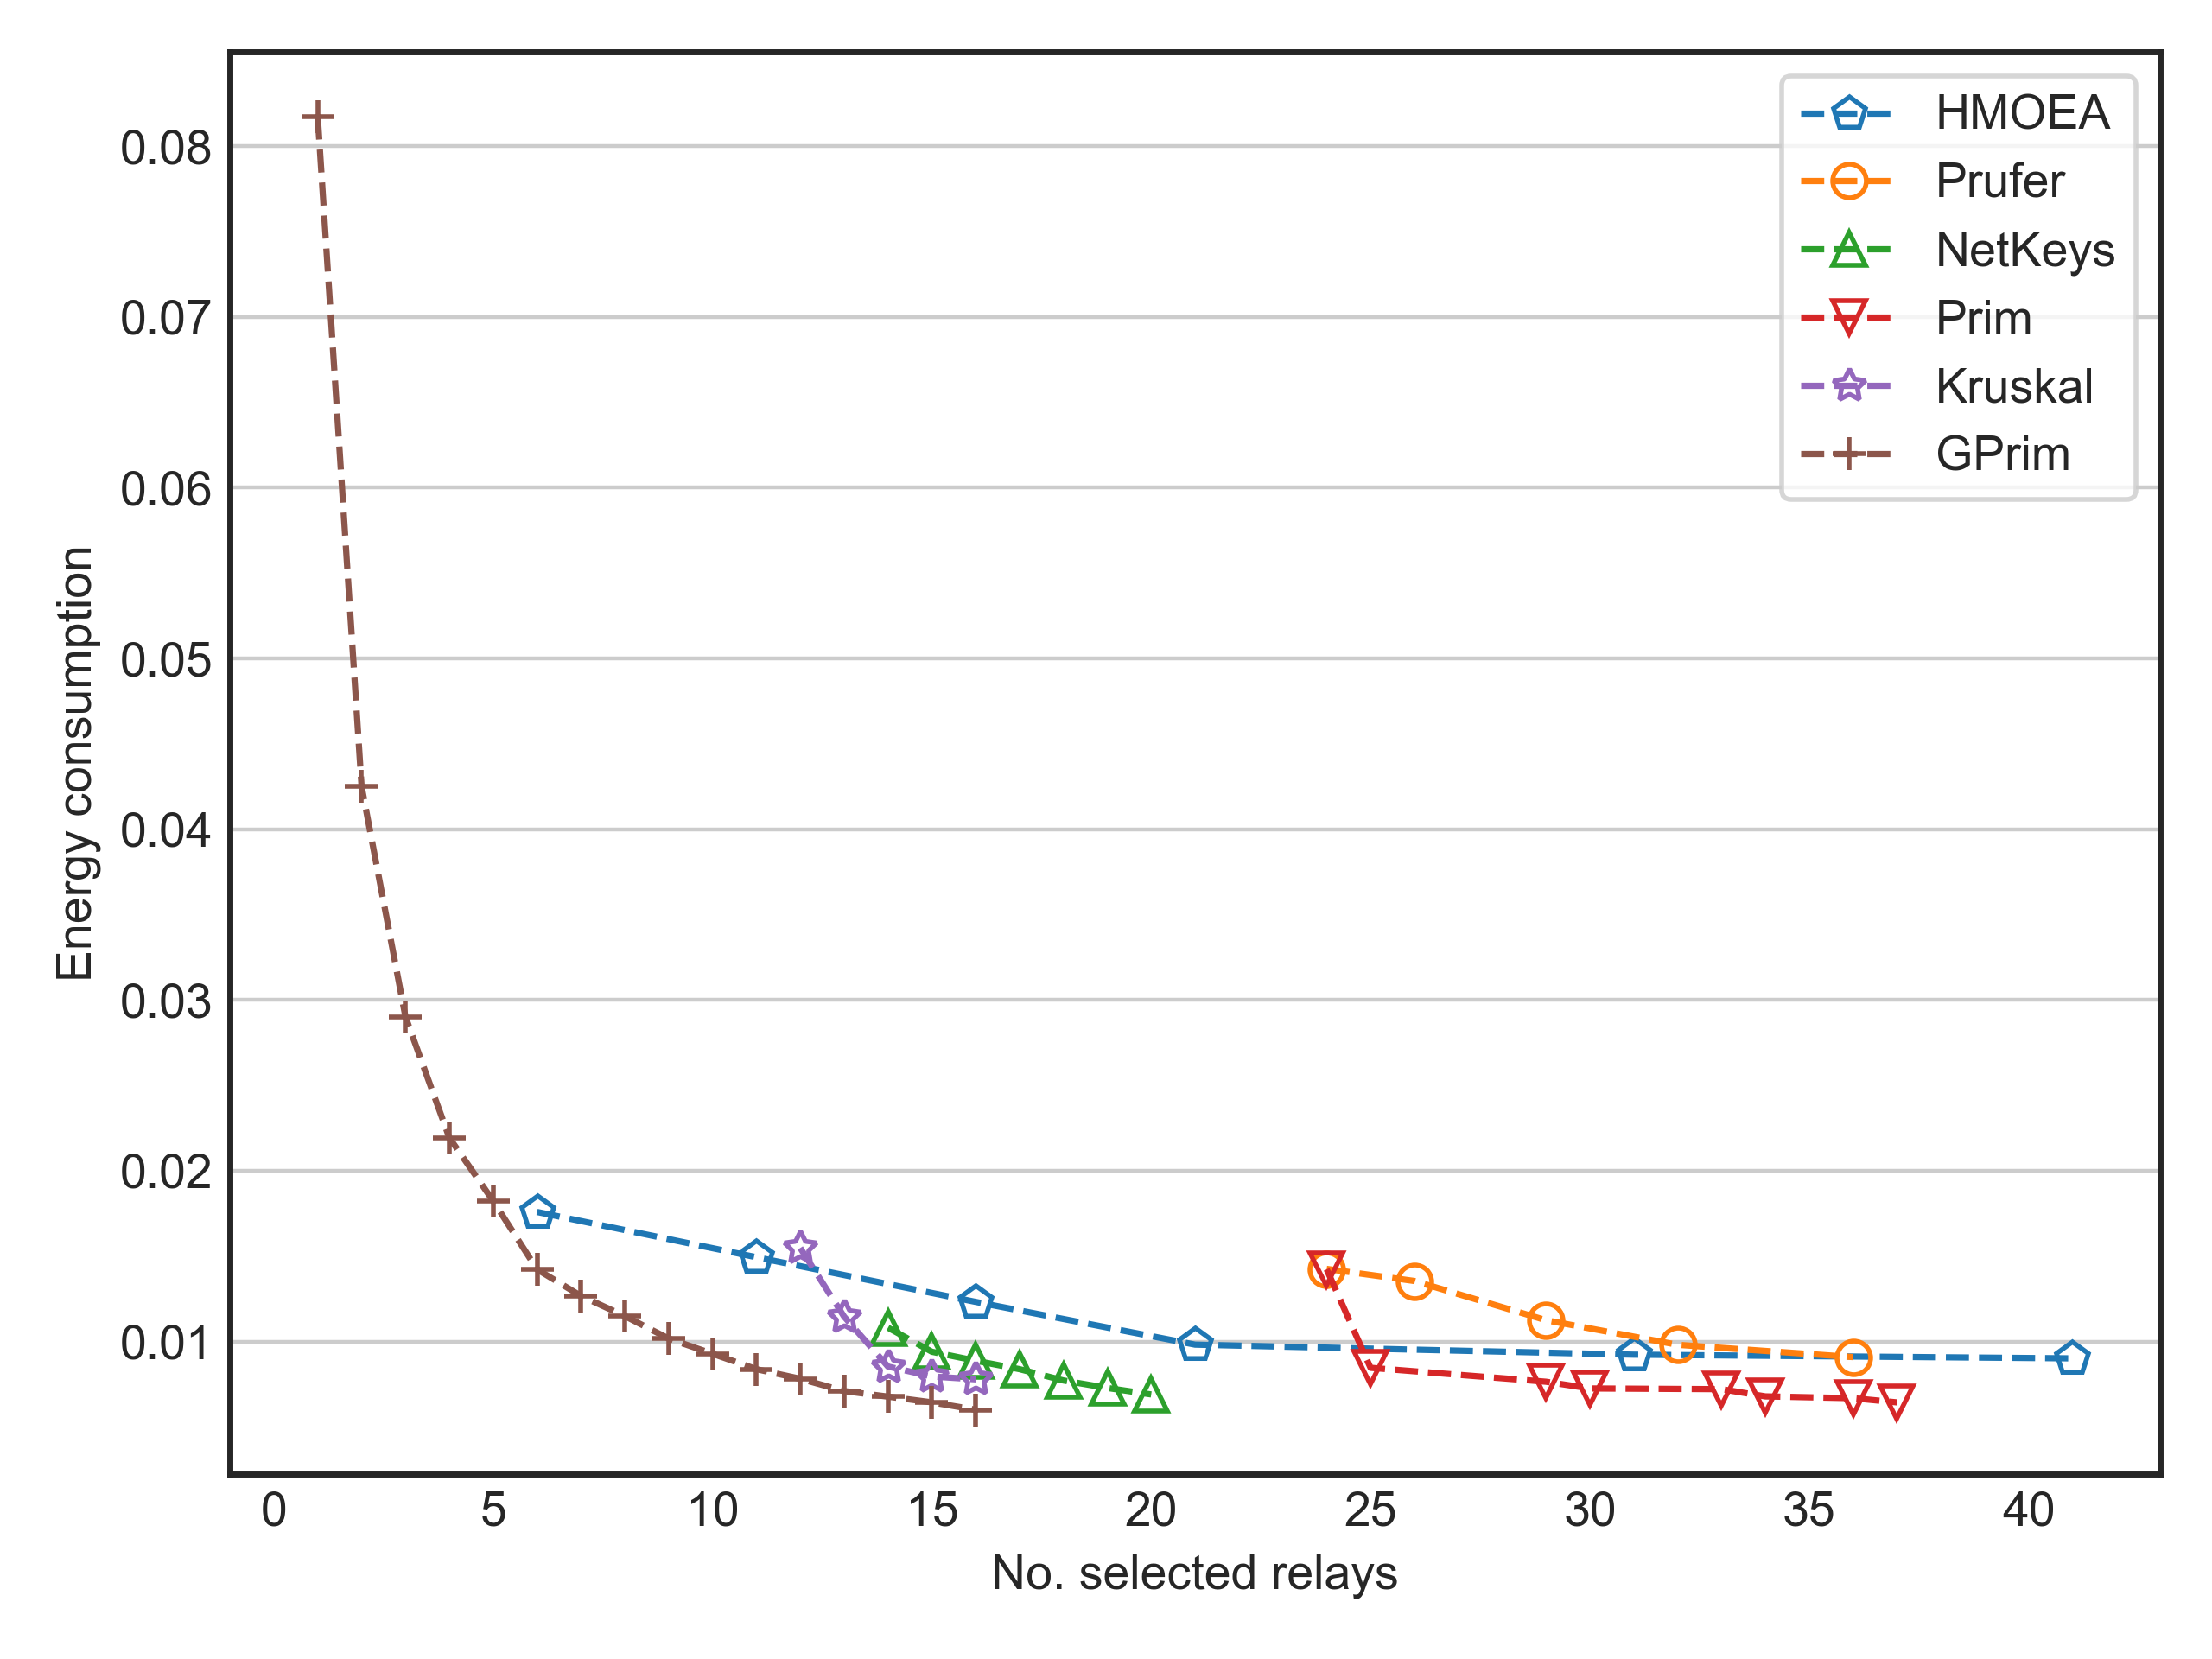 HMOEA
Prufer
NetKeys
Prim
Kruskal
GPrim
0.08
0.07
0.06
0.05
0.04
0.03
0.02
0.01
Energy consumption
0 5 10 15 20 25 30 35 40
No. selected relays